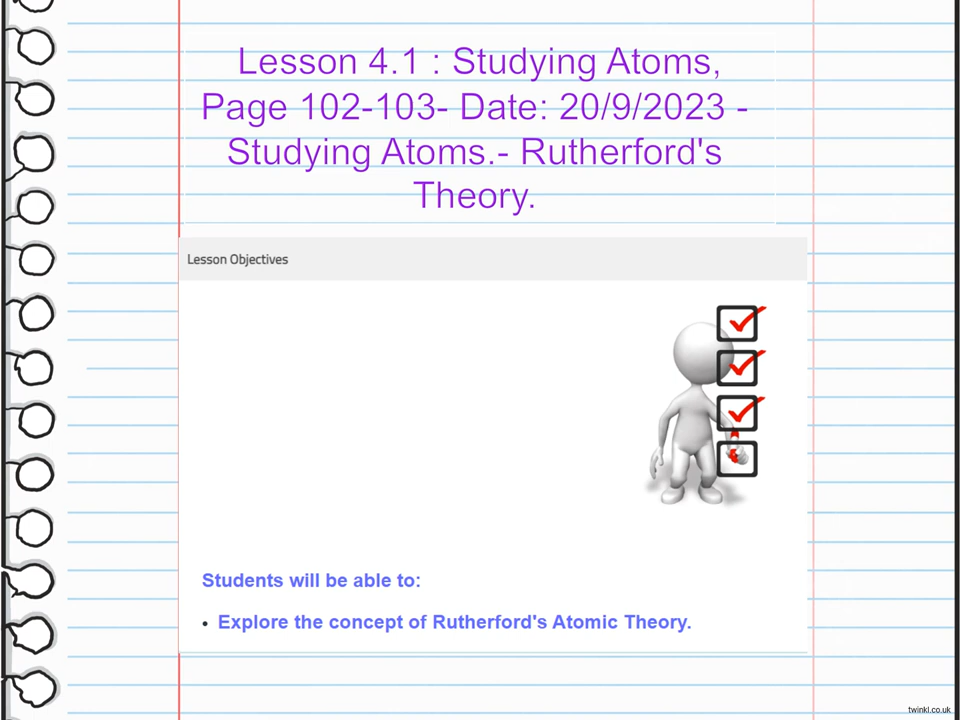 Lesson 4.1 : Studying Atoms,
Page 102-103- Date: 20/9/2023 -
Studying Atoms.- Rutherford's
Theory.
Lesson Objectives
Students will be able to:
• Explore the concept of Rutherford's Atomic Theory.
twinkl.co.uk